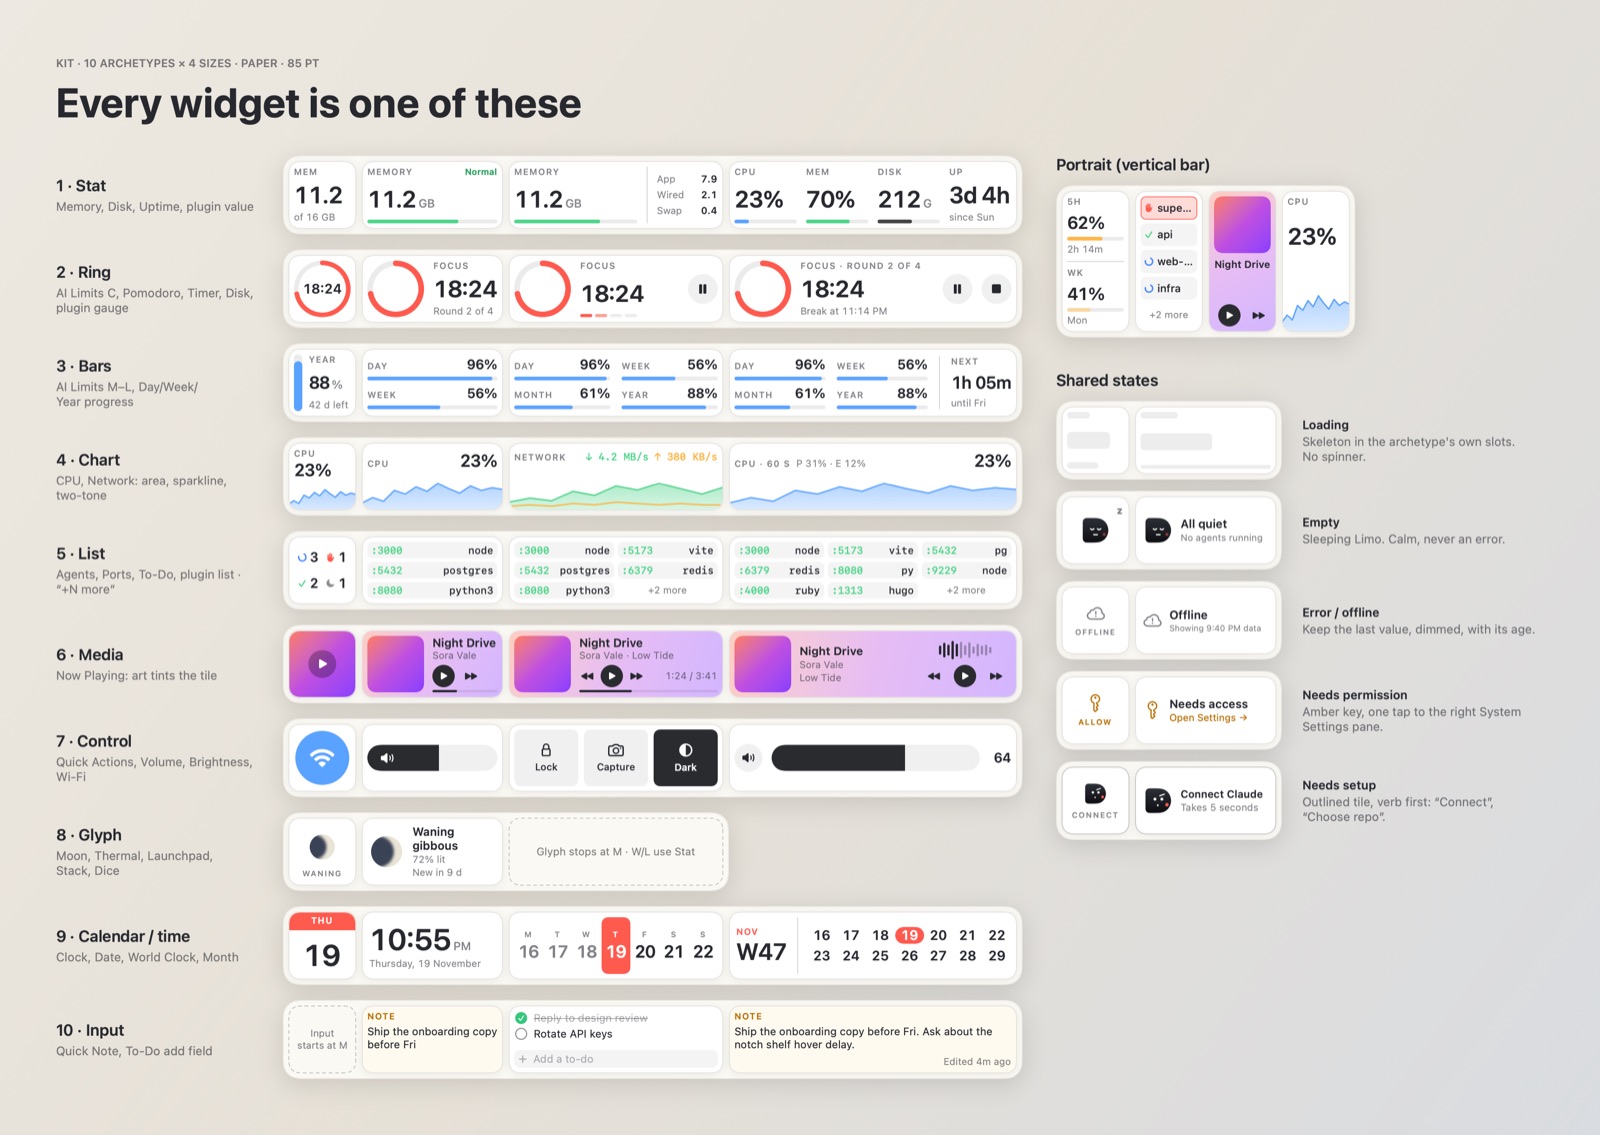 KIT · 10 ARCHETYPES × 4 SIZES · PAPER · 85 PT
Every widget is one of these
1 · Stat
Memory, Disk, Uptime, plugin value
MEM
11.2
of 16 GB
MEMORY Normal
11.2 GB
MEMORY
11.2 GB
App 7.9
Wired 2.1
Swap 0.4
CPU
23%
MEM
70%
DISK
212 G
UP
3d 4h
since Sun
2 · Ring
AI Limits C, Pomodoro, Timer, Disk,
plugin gauge
18:24
FOCUS
18:24
Round 2 of 4
FOCUS
18:24
FOCUS · ROUND 2 OF 4
18:24
Break at 11:14 PM
3 · Bars
AI Limits M–L, Day/Week/
Year progress
YEAR
88 %
42 d left
DAY 96%
WEEK 56%
DAY 96% WEEK 56%
MONTH 61% YEAR 88%
DAY 96% WEEK 56%
MONTH 61% YEAR 88%
NEXT
1h 05m
until Fri
4 · Chart
CPU, Network: area, sparkline,
two-tone
CPU
23%
CPU 23%
NETWORK ↓ 4.2 MB/s ↑ 380 KB/s
CPU · 60 S P 31% · E 12% 23%
5 · List
Agents, Ports, To-Do, plugin list ·
“+N more”
3 1
2 1
:3000 node
:5432 postgres
:8080 python3
:3000 node :5173 vite
:5432 postgres :6379 redis
:8080 python3 +2 more
:3000 node :5173 vite :5432 pg
:6379 redis :8080 py :9229 node
:4000 ruby :1313 hugo +2 more
6 · Media
Now Playing: art tints the tile
Night Drive
Sora Vale
Night Drive
Sora Vale · Low Tide
1:24 / 3:41
Night Drive
Sora Vale
Low Tide
7 · Control
Quick Actions, Volume, Brightness,
Wi-Fi
Lock
Capture
Dark
64
8 · Glyph
Moon, Thermal, Launchpad,
Stack, Dice
WANING
Waning
gibbous
72% lit
New in 9 d
Glyph stops at M · W/L use Stat
9 · Calendar / time
Clock, Date, World Clock, Month
THU
19
10:55 PM
Thursday, 19 November
M T W T F S S
16 17 18 19 20 21 22
NOV
W47
16 17 18 19 20 21 22
23 24 25 26 27 28 29
10 · Input
Quick Note, To-Do add field
Input
starts at M
NOTE
Ship the onboarding copy
before Fri
Reply to design review
Rotate API keys
+ Add a to-do
NOTE
Ship the onboarding copy before Fri. Ask about the
notch shelf hover delay.
Edited 4m ago
Portrait (vertical bar)
5H
62%
2h 14m
WK
41%
Mon
supe...
api
web-...
infra
+2 more
Night Drive
CPU
23%
Shared states
Loading
Skeleton in the archetype's own slots.
No spinner.
z
All quiet
No agents running
Empty
Sleeping Limo. Calm, never an error.
OFFLINE
Offline
Showing 9:40 PM data
Error / offline
Keep the last value, dimmed, with its age.
ALLOW
Needs access
Open Settings →
Needs permission
Amber key, one tap to the right System
Settings pane.
CONNECT
Connect Claude
Takes 5 seconds
Needs setup
Outlined tile, verb first: “Connect”,
“Choose repo”.